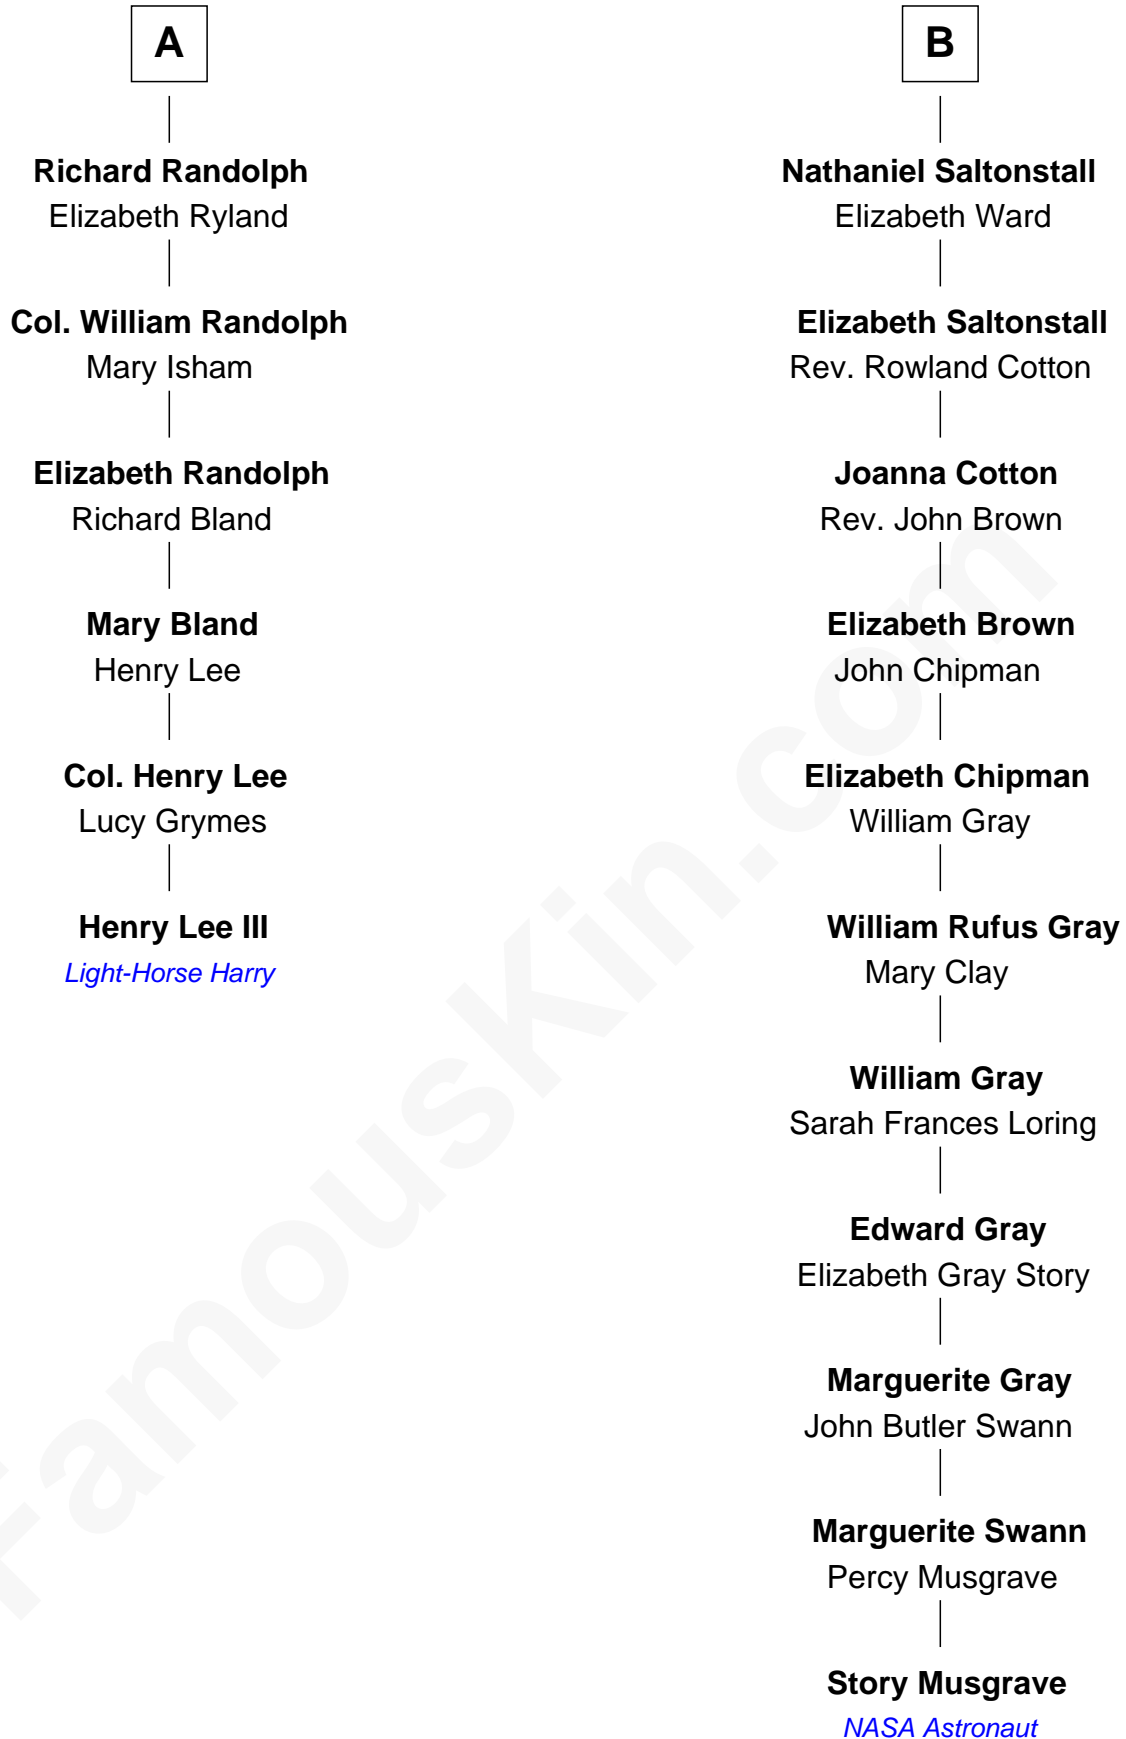 A
Richard Randolph
Elizabeth Ryland
Col. William Randolph
Mary Isham
Elizabeth Randolph
Richard Bland
Mary Bland
Henry Lee
Col. Henry Lee
Lucy Grymes
Henry Lee III
Light-Horse Harry
B
Nathaniel Saltonstall
Elizabeth Ward
Elizabeth Saltonstall
Rev. Rowland Cotton
Joanna Cotton
Rev. John Brown
Elizabeth Brown
John Chipman
Elizabeth Chipman
William Gray
William Rufus Gray
Mary Clay
William Gray
Sarah Frances Loring
Edward Gray
Elizabeth Gray Story
Marguerite Gray
John Butler Swann
Marguerite Swann
Percy Musgrave
Story Musgrave
NASA Astronaut
FamousKin.com